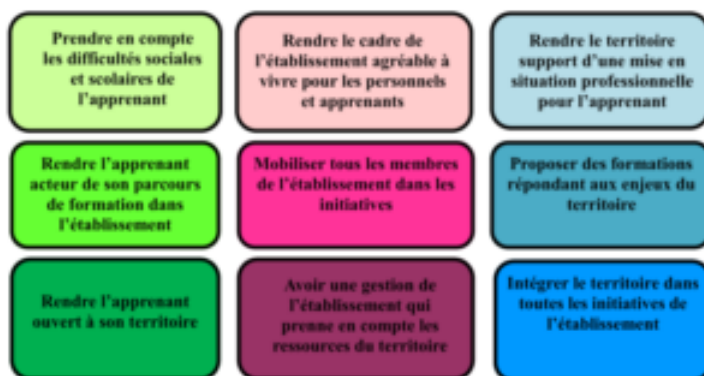 Prendre en compte
les difficultés sociales
et scolaires de
l'apprenant
Rendre le cadre de
l'établissement agréable à
vivre pour les personnels
et apprenants
Rendre le territoire
support d'une mise en
situation professionnelle
pour l'apprenant
Rendre l'apprenant
acteur de son parcours
de formation dans
l'établissement
Mobiliser tous les membres
de l'établissement dans les
initiatives
Proposer des formations
répondant aux enjeux du
territoire
Rendre l'apprenant
ouvert à son territoire
Avoir une gestion de
l'établissement qui
prenne en compte les
ressources du territoire
Intégrer le territoire dans
toutes les initiatives de
l'établissement